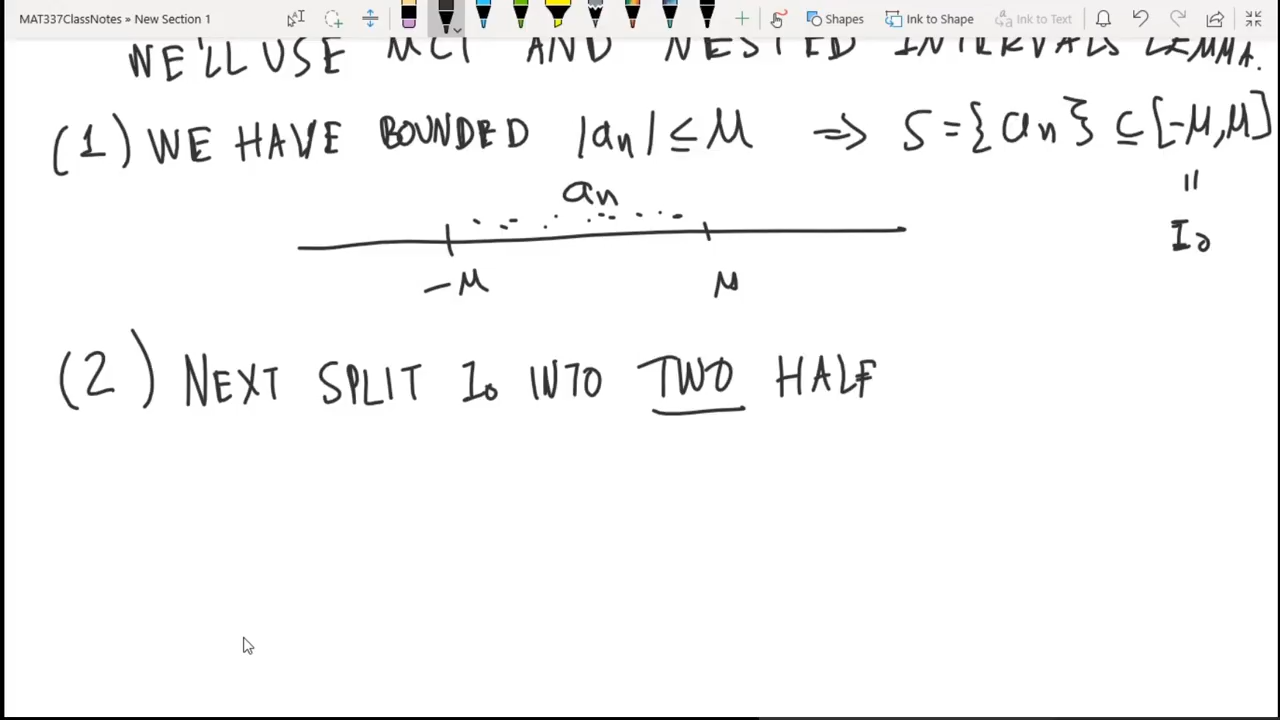 MAT337ClassNotes » New Section 1
Shapes Ink to Shape Ink to Text
WE'LL USE MCT AND NESTED INTERVALS LEMMA.
(1) WE HAVE BOUNDED |an| ≤ M ⇒ S = {an} ⊆ [-M,M]
an
=
I0
-M M
(2) NEXT SPLIT I0 INTO TWO HALF